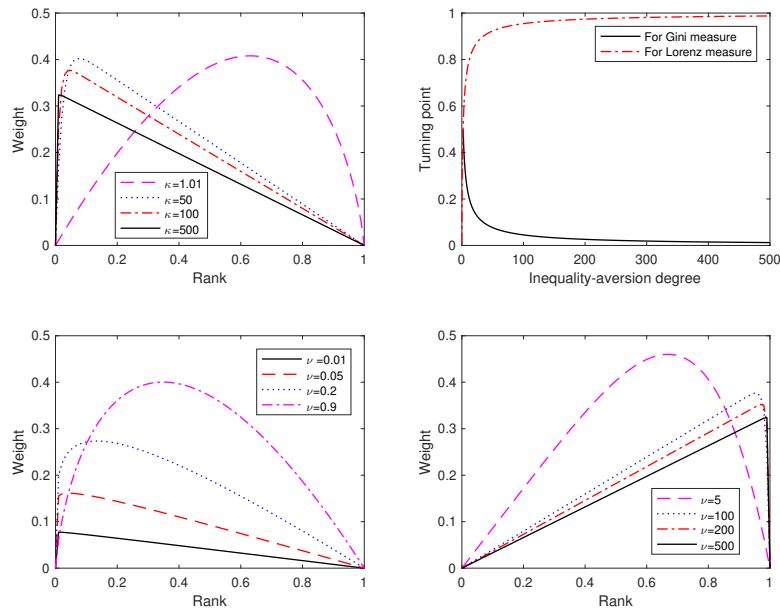 0.5
0.4
0.3
0.2
0.1
0
Weight
κ=1.01
κ=50
κ=100
κ=500
0 0.2 0.4 0.6 0.8 1
Rank
1
0.8
0.6
0.4
0.2
0
Turning point
For Gini measure
For Lorenz measure
0 100 200 300 400 500
Inequality-aversion degree
0.5
0.4
0.3
0.2
0.1
0
Weight
ν =0.01
ν=0.05
ν=0.2
ν=0.9
0 0.2 0.4 0.6 0.8 1
Rank
0.5
0.4
0.3
0.2
0.1
0
Weight
ν=5
ν=100
ν=200
ν=500
0 0.2 0.4 0.6 0.8 1
Rank